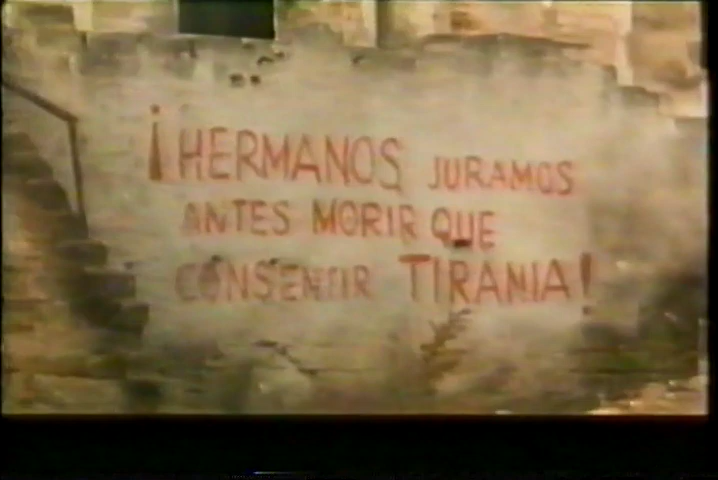 ¡HERMANOS JURAMOS
ANTES MORIR QUE
CONSENTIR TIRANIA!